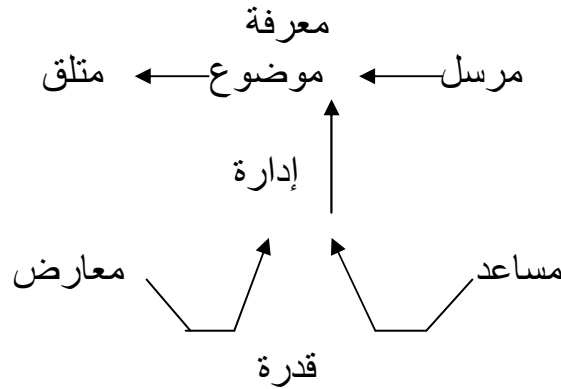 معرفة
مرسل موضوع متلق
إدارة
مساعد معارض
قدرة